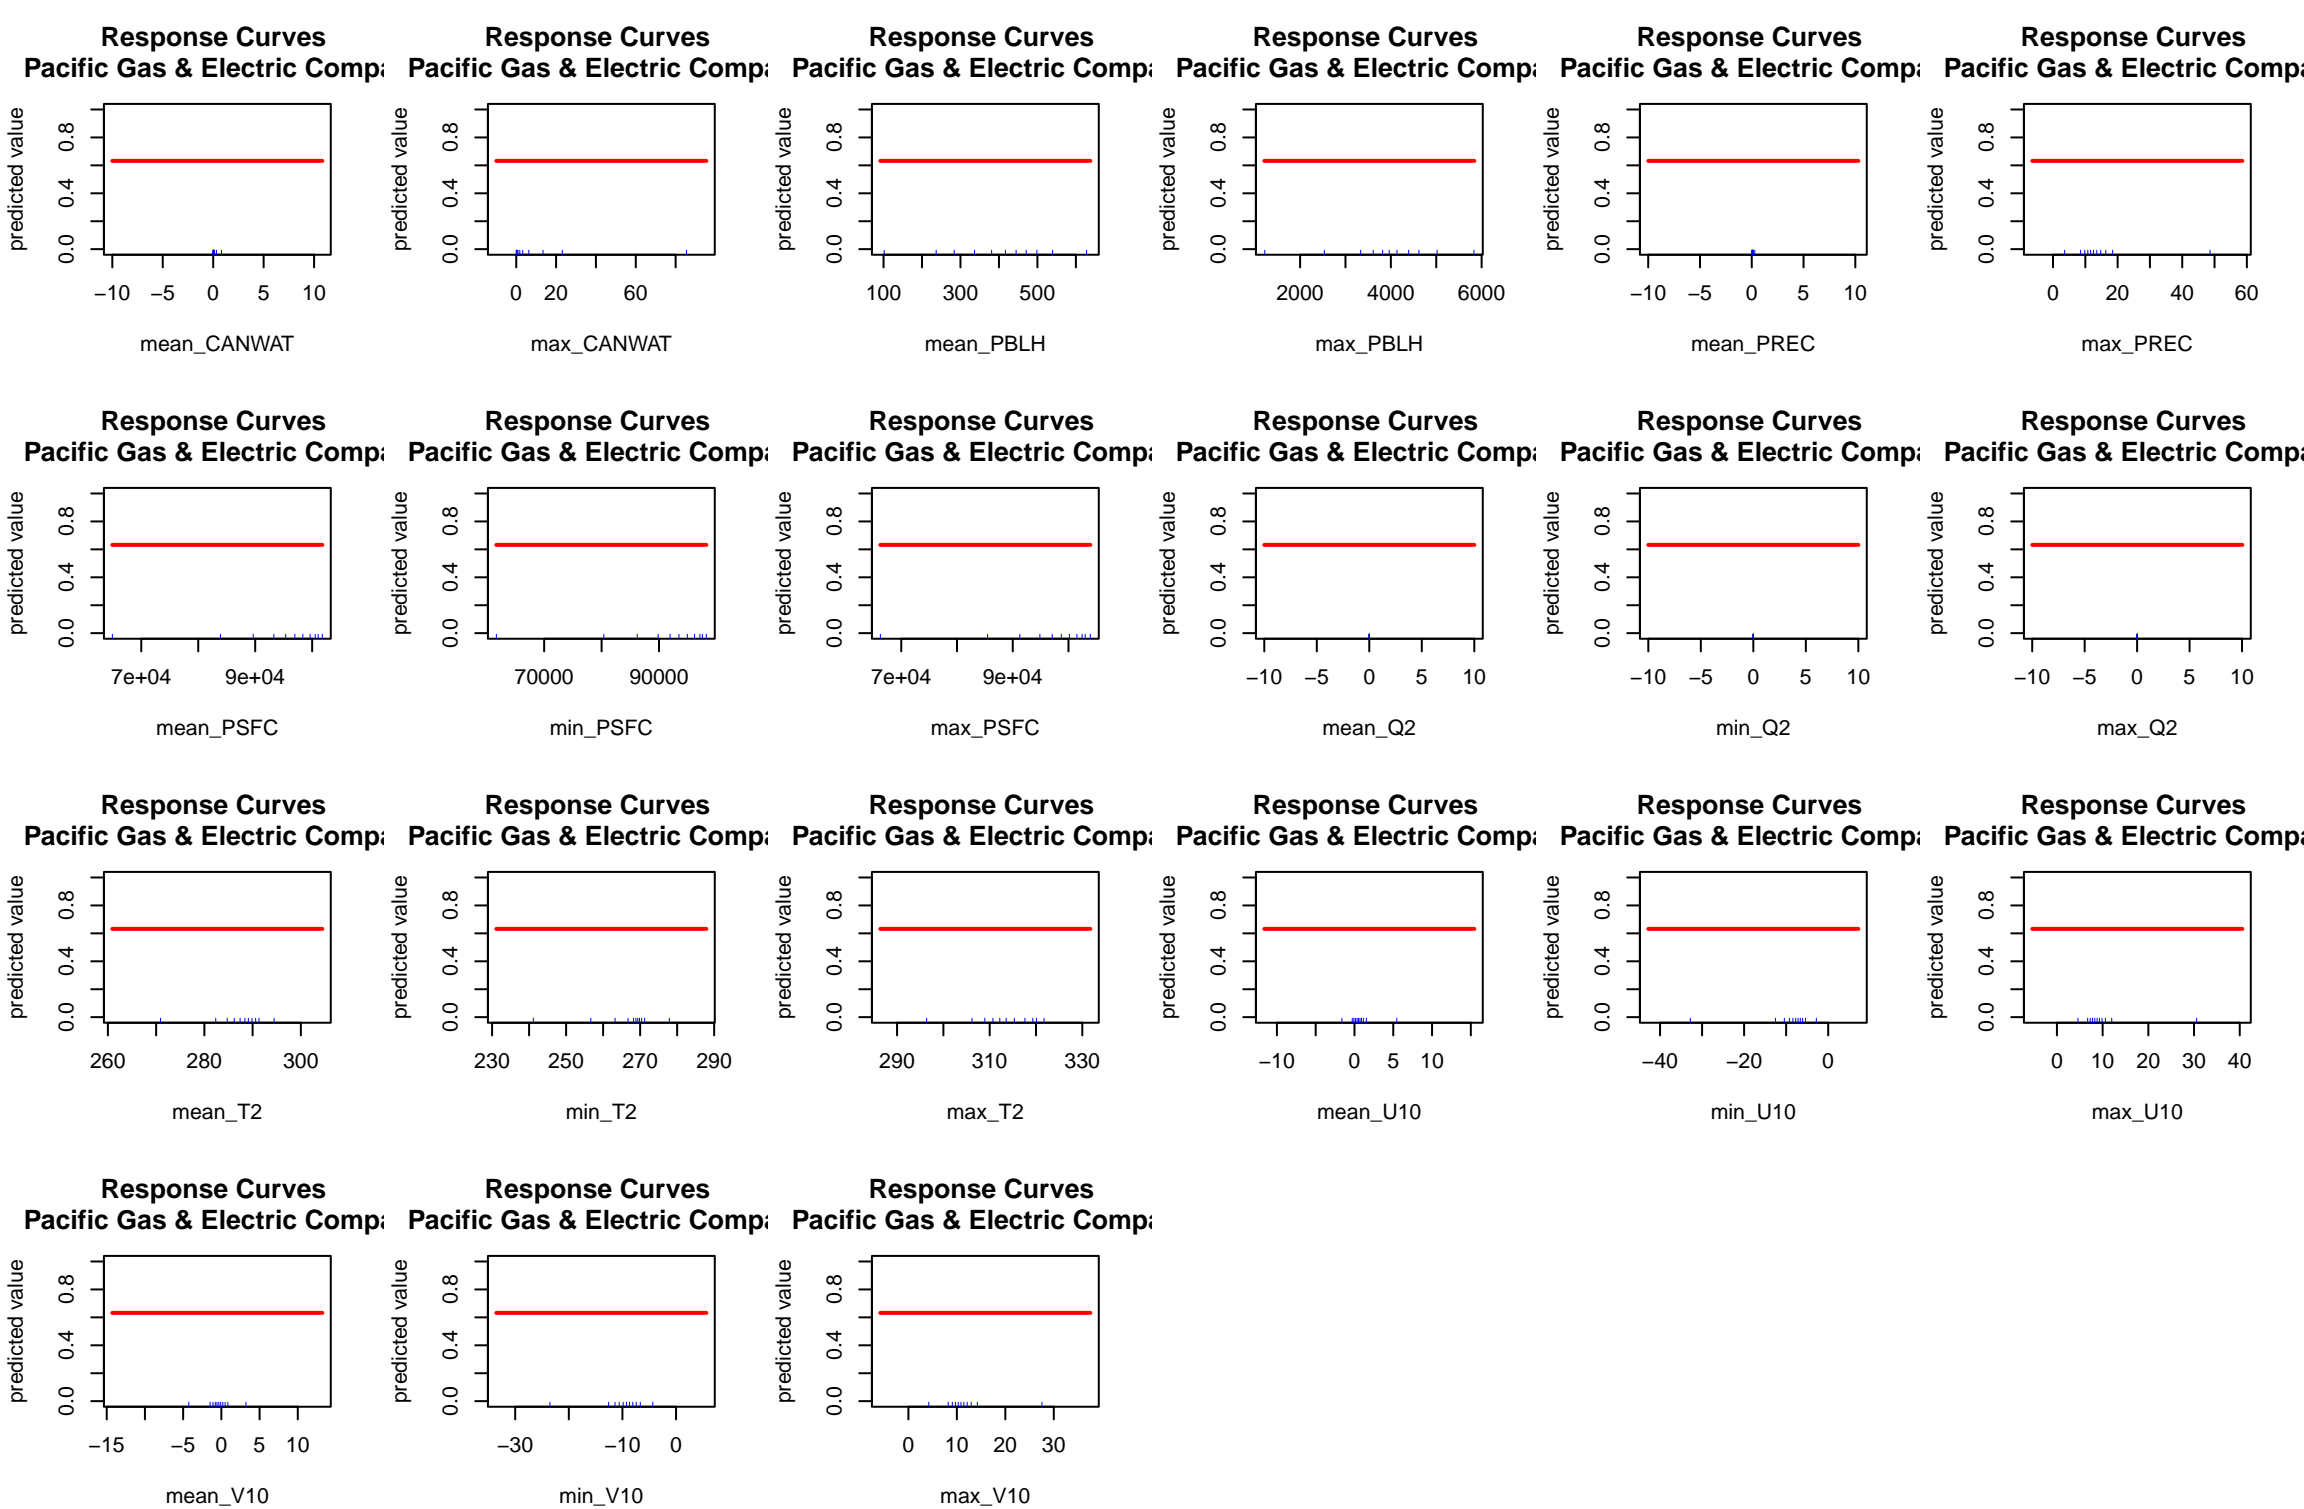 Response Curves Response Curves Response Curves Response Curves Response Curves Response Curves
Pacific Gas & Electric Compa Pacific Gas & Electric Compa Pacific Gas & Electric Compa Pacific Gas & Electric Compa Pacific Gas & Electric Compa Pacific Gas & Electric Compa
predicted value predicted value predicted value predicted value predicted value predicted value
0.0 0.4 0.8 0.0 0.4 0.8 0.0 0.4 0.8 0.0 0.4 0.8 0.0 0.4 0.8 0.0 0.4 0.8
−10 −5 0 5 10 0 20 60 100 300 500 2000 4000 6000 −10 −5 0 5 10 0 20 40 60
mean_CANWAT max_CANWAT mean_PBLH max_PBLH mean_PREC max_PREC
Response Curves Response Curves Response Curves Response Curves Response Curves Response Curves
Pacific Gas & Electric Compa Pacific Gas & Electric Compa Pacific Gas & Electric Compa Pacific Gas & Electric Compa Pacific Gas & Electric Compa Pacific Gas & Electric Compa
predicted value predicted value predicted value predicted value predicted value predicted value
0.0 0.4 0.8 0.0 0.4 0.8 0.0 0.4 0.8 0.0 0.4 0.8 0.0 0.4 0.8 0.0 0.4 0.8
7e+04 9e+04 70000 90000 7e+04 9e+04 −10 −5 0 5 10 −10 −5 0 5 10 −10 −5 0 5 10
mean_PSFC min_PSFC max_PSFC mean_Q2 min_Q2 max_Q2
Response Curves Response Curves Response Curves Response Curves Response Curves Response Curves
Pacific Gas & Electric Compa Pacific Gas & Electric Compa Pacific Gas & Electric Compa Pacific Gas & Electric Compa Pacific Gas & Electric Compa Pacific Gas & Electric Compa
predicted value predicted value predicted value predicted value predicted value predicted value
0.0 0.4 0.8 0.0 0.4 0.8 0.0 0.4 0.8 0.0 0.4 0.8 0.0 0.4 0.8 0.0 0.4 0.8
260 280 300 230 250 270 290 290 310 330 −10 0 5 10 −40 −20 0 0 10 20 30 40
mean_T2 min_T2 max_T2 mean_U10 min_U10 max_U10
Response Curves Response Curves Response Curves
Pacific Gas & Electric Compa Pacific Gas & Electric Compa Pacific Gas & Electric Compa
predicted value predicted value predicted value
0.0 0.4 0.8 0.0 0.4 0.8 0.0 0.4 0.8
−15 −5 0 5 10 −30 −10 0 0 10 20 30
mean_V10 min_V10 max_V10